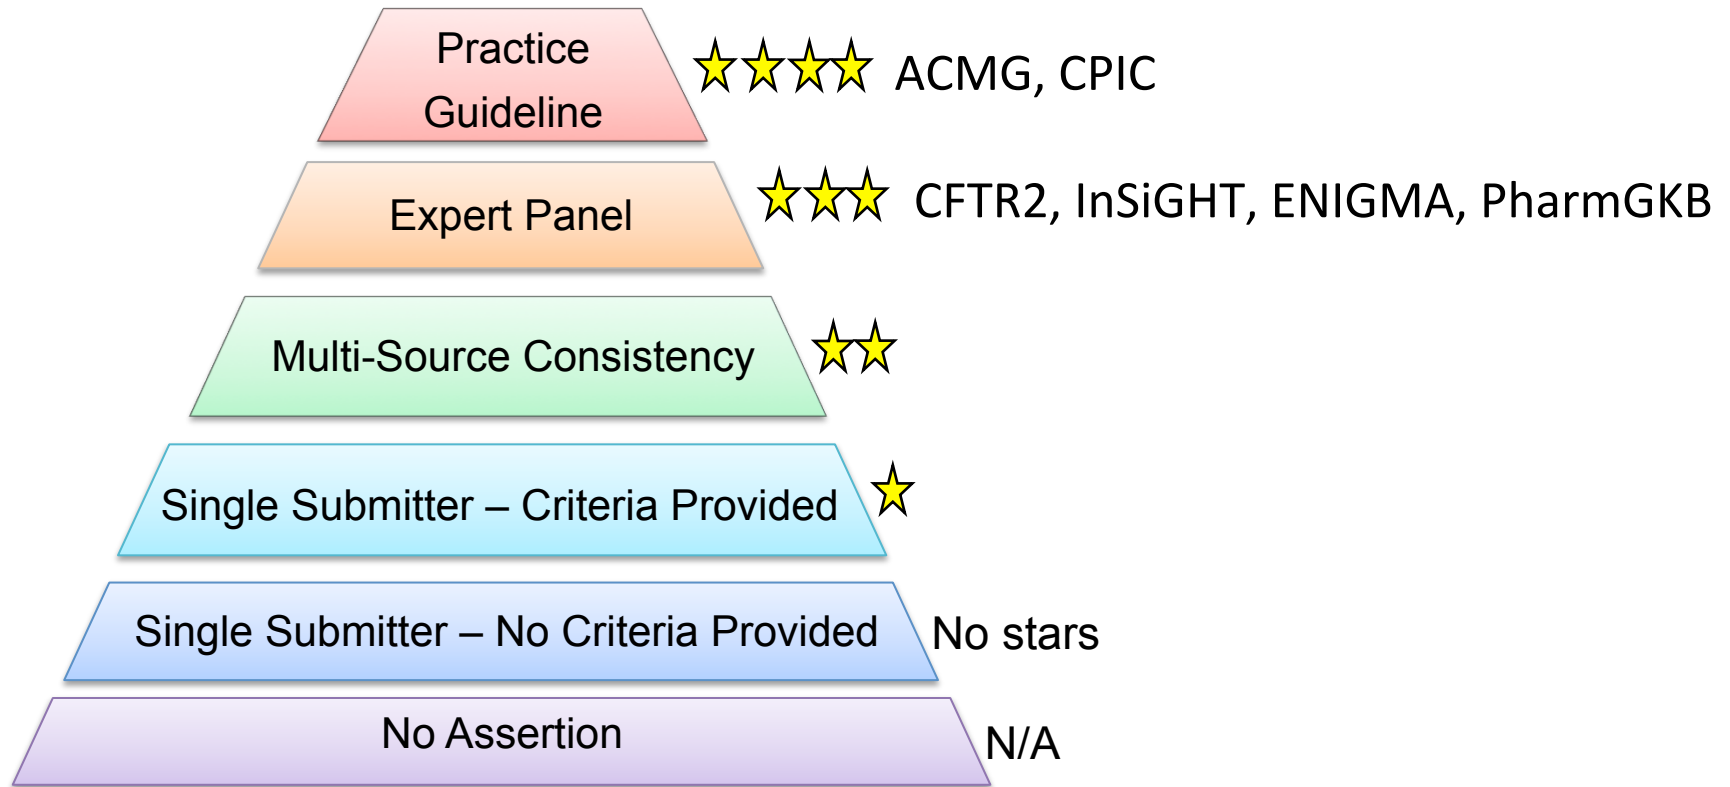 Practice
Guideline
ACMG, CPIC
Expert Panel
CFTR2, InSiGHT, ENIGMA, PharmGKB
Multi-Source Consistency
Single Submitter – Criteria Provided
Single Submitter – No Criteria Provided
No stars
No Assertion
N/A